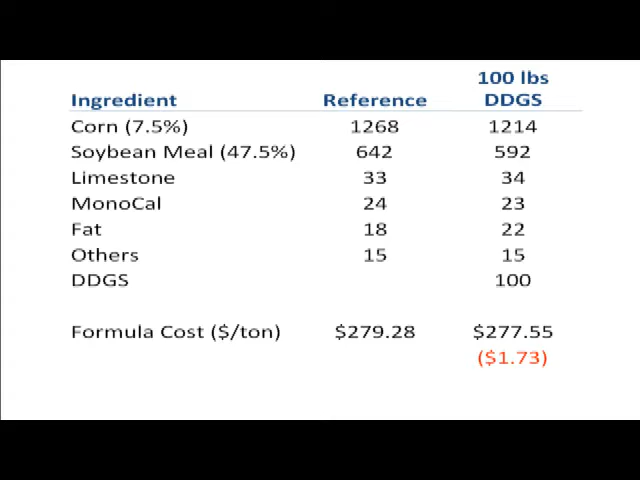 100 lbs
Ingredient Reference DDGS
Corn (7.5%) 1268 1214
Soybean Meal (47.5%) 642 592
Limestone 33 34
MonoCal 24 23
Fat 18 22
Others 15 15
DDGS 100
Formula Cost ($/ton) $279.28 $277.55
($1.73)